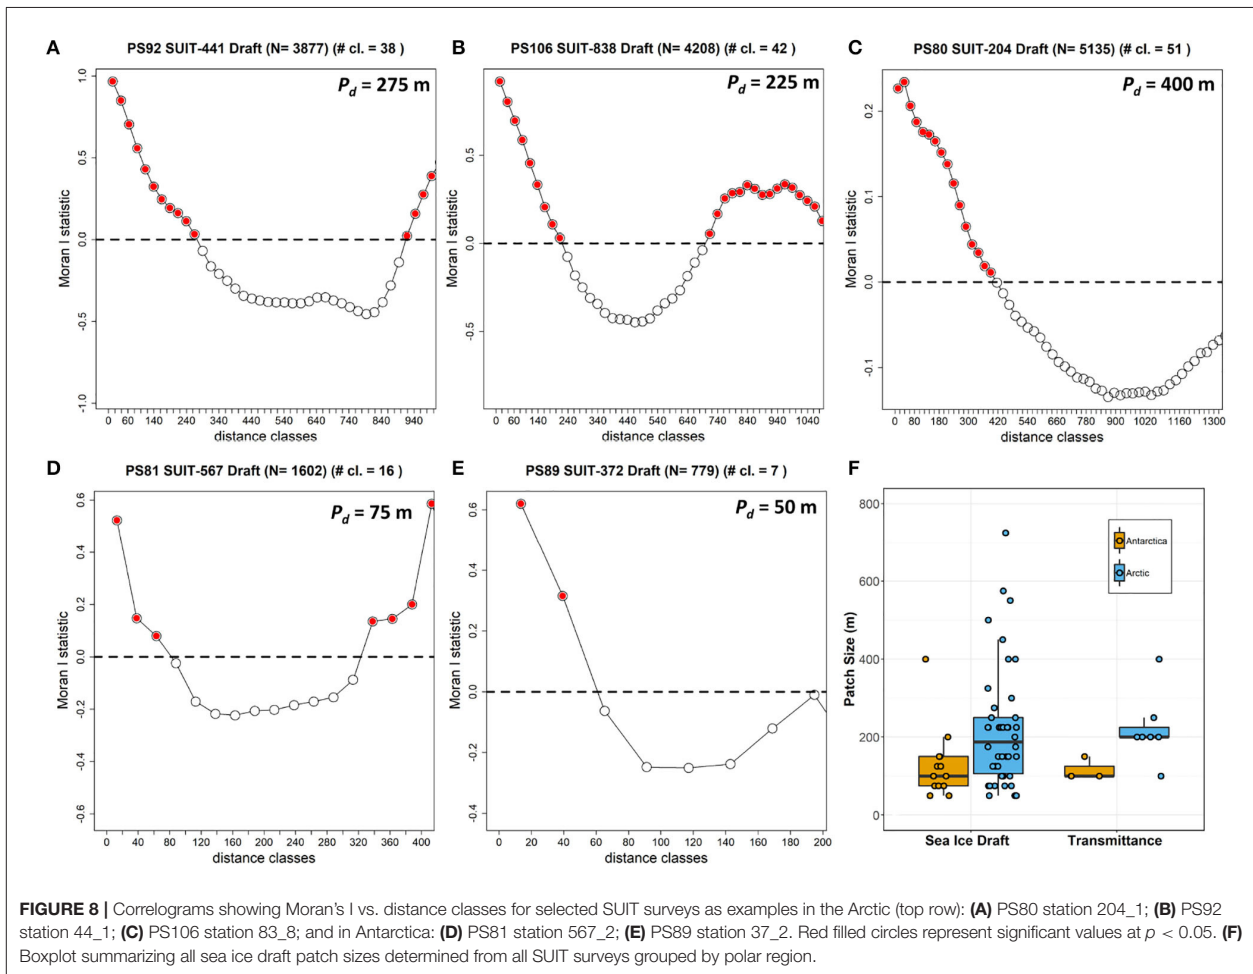 A PS92 SUIT-441 Draft (N= 3877) (# cl. = 38 )
P_d = 275 m
Moran I statistic
1.0
0.5
0.0
-0.5
-1.0
0 60 140 240 340 440 540 640 740 840 940
distance classes
B PS106 SUIT-838 Draft (N= 4208) (# cl. = 42 )
P_d = 225 m
Moran I statistic
0.5
0.0
-0.5
0 60 140 240 340 440 540 640 740 840 940 1080
distance classes
C PS80 SUIT-204 Draft (N= 5135) (# cl. = 51 )
P_d = 400 m
Moran I statistic
0.2
0.1
0.0
-0.1
0 80 180 300 420 540 660 780 900 1020 1160 1300
distance classes
D PS81 SUIT-567 Draft (N= 1602) (# cl. = 16 )
P_d = 75 m
Moran I statistic
0.6
0.4
0.2
0.0
-0.2
-0.4
-0.6
0 40 80 120 160 200 240 280 320 360 400
distance classes
E PS89 SUIT-372 Draft (N= 779) (# cl. = 7 )
P_d = 50 m
Moran I statistic
0.6
0.4
0.2
0.0
-0.2
-0.4
0 20 40 60 80 100 120 140 160 180 200
distance classes
F
Patch Size (m)
800
600
400
200
0
Antarctica
Arctic
Sea Ice Draft Transmittance
FIGURE 8 | Correlograms showing Moran's I vs. distance classes for selected SUIT surveys as examples in the Arctic (top row): (A) PS80 station 204_1; (B) PS92
station 44_1; (C) PS106 station 83_8; and in Antarctica: (D) PS81 station 567_2; (E) PS89 station 37_2. Red filled circles represent significant values at p < 0.05. (F)
Boxplot summarizing all sea ice draft patch sizes determined from all SUIT surveys grouped by polar region.